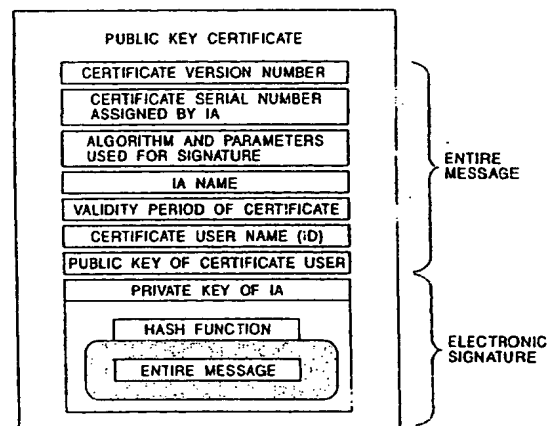 PUBLIC KEY CERTIFICATE
CERTIFICATE VERSION NUMBER
CERTIFICATE SERIAL NUMBER
ASSIGNED BY IA
ALGORITHM AND PARAMETERS
USED FOR SIGNATURE
IA NAME
VALIDITY PERIOD OF CERTIFICATE
CERTIFICATE USER NAME (ID)
PUBLIC KEY OF CERTIFICATE USER
ENTIRE
MESSAGE
PRIVATE KEY OF IA
HASH FUNCTION
ENTIRE MESSAGE
ELECTRONIC
SIGNATURE